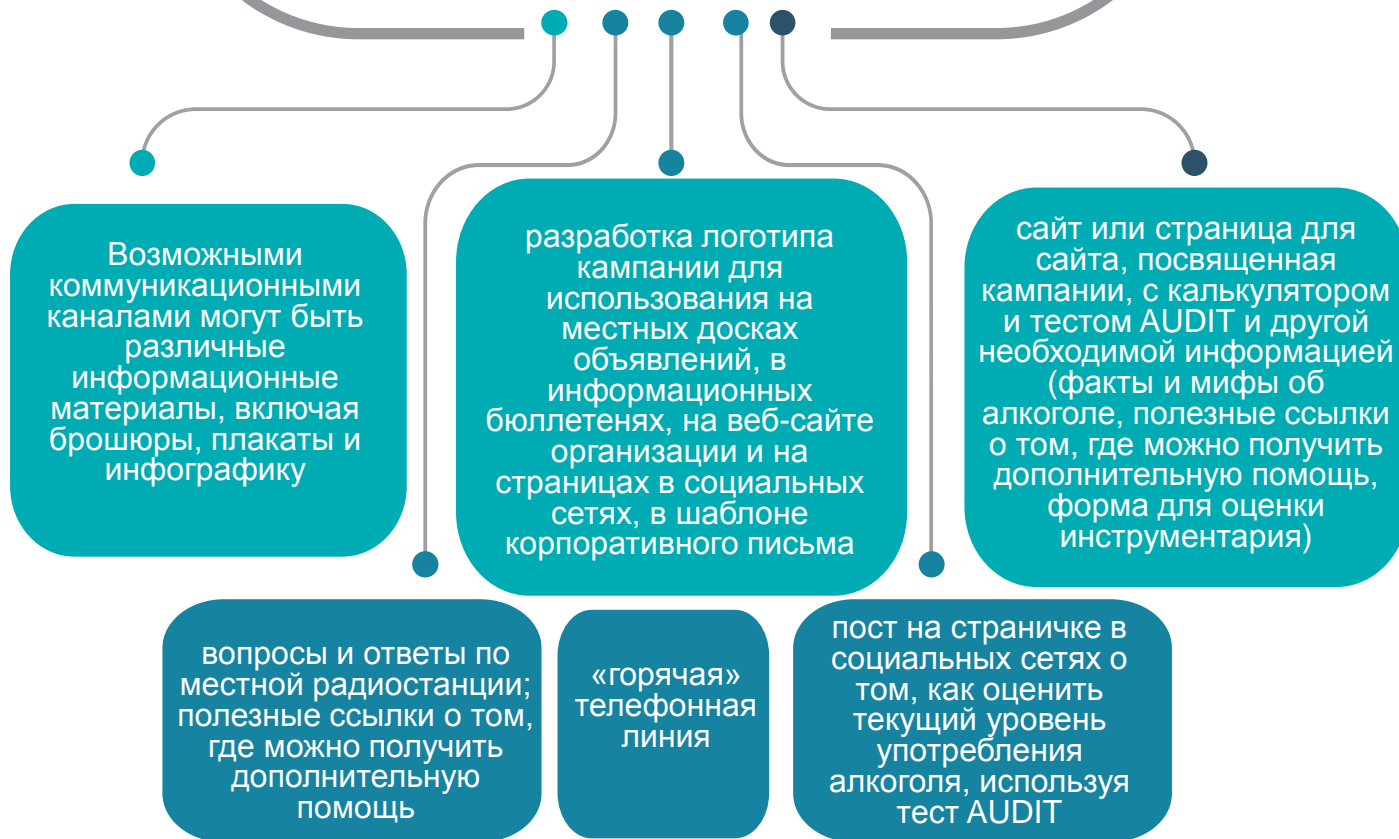 Возможными
коммуникационными
каналами могут быть
различные
информационные
материалы, включая
брошюры, плакаты и
инфографику
разработка логотипа
кампании для
использования на
местных досках
объявлений, в
информационных
бюллетенях, на веб-сайте
организации и на
страницах в социальных
сетях, в шаблоне
корпоративного письма
сайт или страница для
сайта, посвященная
кампании, с калькулятором
и тестом AUDIT и другой
необходимой информацией
(факты и мифы об
алкоголе, полезные ссылки
о том, где можно получить
дополнительную помощь,
форма для оценки
инструментария)
вопросы и ответы по
местной радиостанции;
полезные ссылки о том,
где можно получить
дополнительную
помощь
«горячая»
телефонная
линия
пост на страничке в
социальных сетях о
том, как оценить
текущий уровень
употребления
алкоголя, используя
тест AUDIT